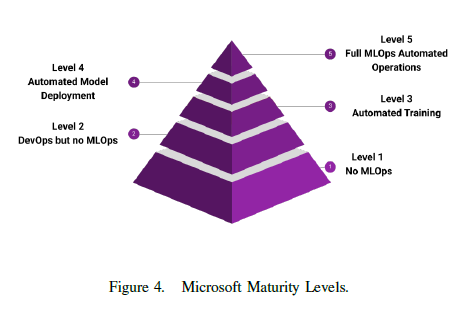 Level 5
Full MLOps Automated
Operations
5
Level 4
Automated Model
Deployment
4
Level 3
Automated Training
3
Level 2
DevOps but no MLOps
2
Level 1
No MLOps
1
Figure 4. Microsoft Maturity Levels.